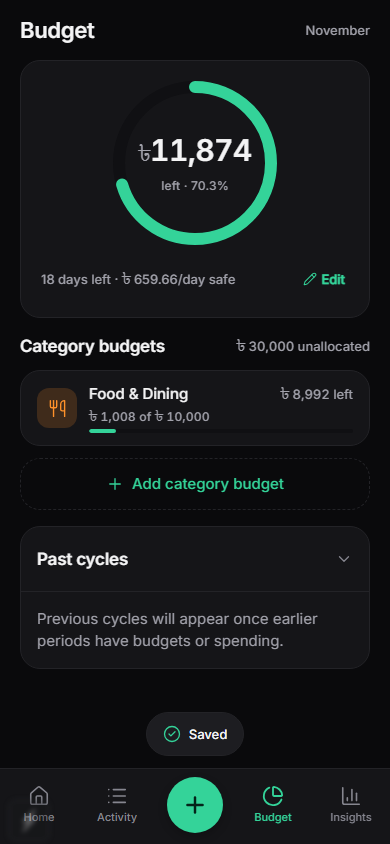 Budget
November
৳11,874
left · 70.3%
18 days left · ৳ 659.66/day safe
Edit
Category budgets
৳ 30,000 unallocated
Food & Dining
৳ 8,992 left
৳ 1,008 of ৳ 10,000
+ Add category budget
Past cycles
Previous cycles will appear once earlier
periods have budgets or spending.
Saved
Home
Activity
Budget
Insights